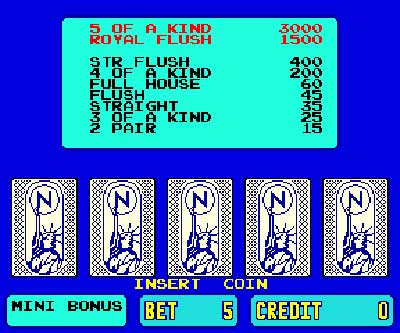 5 OF A KIND 3000
ROYAL FLUSH 1500
STR FLUSH 400
4 OF A KIND 200
FULL HOUSE 60
FLUSH 45
STRAIGHT 35
3 OF A KIND 25
2 PAIR 15
N N N N N
INSERT COIN
MINI BONUS BET 5 CREDIT 0